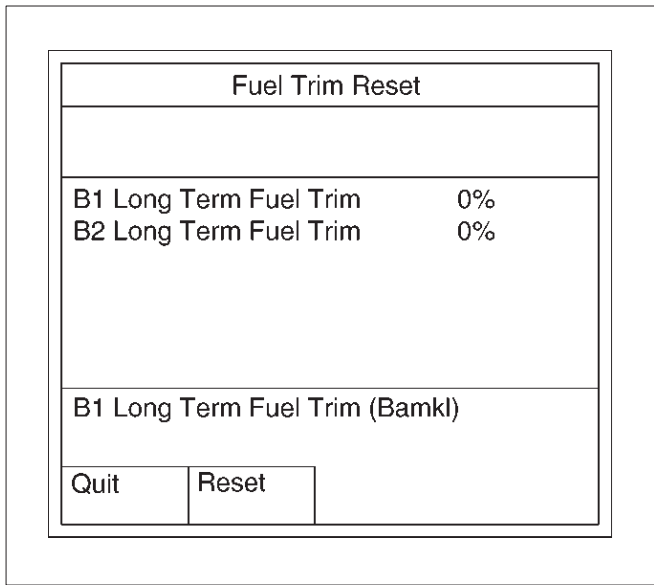 Fuel Trim Reset
B1 Long Term Fuel Trim 0%
B2 Long Term Fuel Trim 0%
B1 Long Term Fuel Trim (Bamkl)
Quit Reset